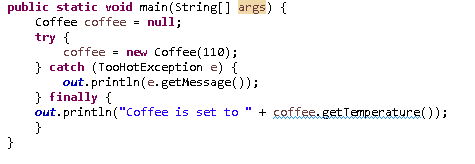 public static void main(String[] args) {
    Coffee coffee = null;
    try {
        coffee = new Coffee(110);
    } catch (TooHotException e) {
        out.println(e.getMessage());
    } finally {
    out.println("Coffee is set to " + coffee.getTemperature());
    }
}